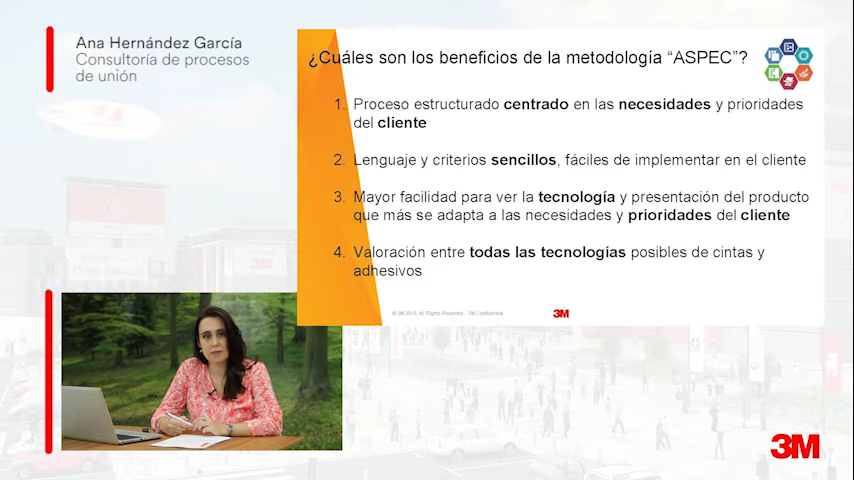 Ana Hernández García
Consultoría de procesos
de unión
¿Cuáles son los beneficios de la metodología “ASPEC”?
1. Proceso estructurado centrado en las necesidades y prioridades
del cliente
2. Lenguaje y criterios sencillos, fáciles de implementar en el cliente
3. Mayor facilidad para ver la tecnología y presentación del producto
que más se adapta a las necesidades y prioridades del cliente
4. Valoración entre todas las tecnologías posibles de cintas y
adhesivos
All Rights Reserved. 3M Confidential.
3M
3M
3M